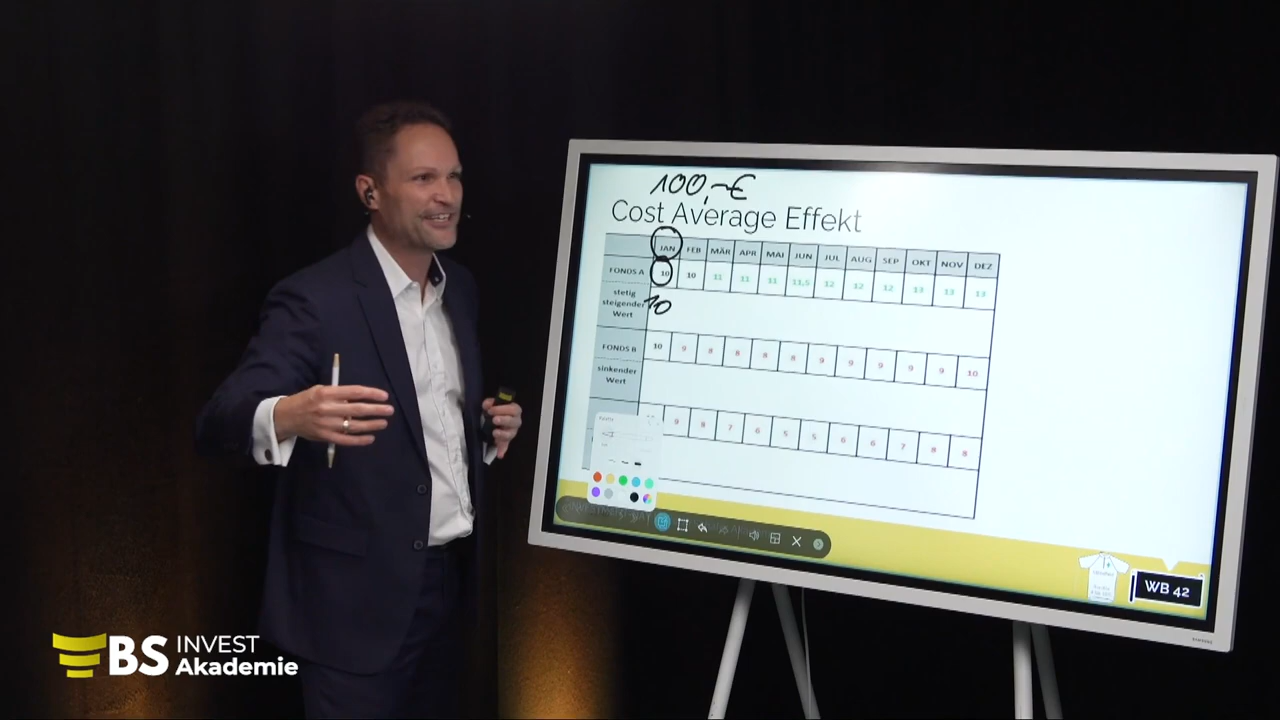 100,-€
Cost Average Effekt
JAN FEB MÄR APR MAI JUN JUL AUG SEP OKT NOV DEZ
FONDS A 10 10 11 11 11 11,5 12 12 12 13 13 13
stetig
steigender
Wert
10
FONDS B 10 9 8 8 8 8 9 9 9 9 9 10
sinkender
Wert
9 8 7 6 5 5 6 6 7 8 8
WB 42
SAMSUNG
BS INVEST
Akademie